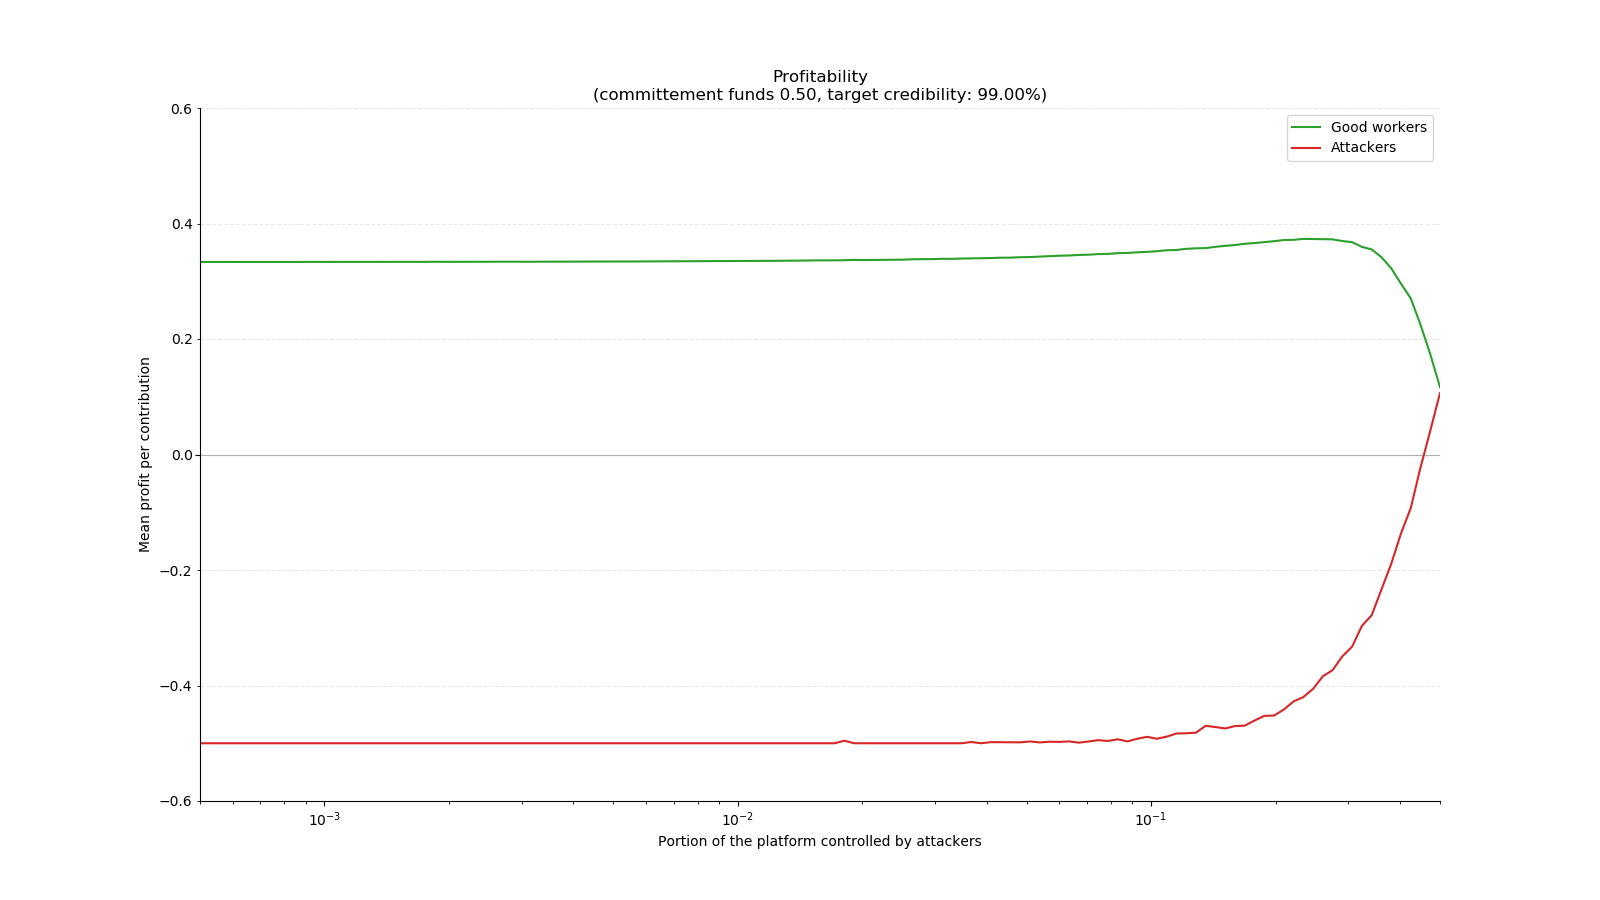 Profitability
(committement funds 0.50, target credibility: 99.00%)
Good workers
Attackers
0.6
0.4
0.2
0.0
−0.2
−0.4
−0.6
Mean profit per contribution
10⁻³
10⁻²
10⁻¹
Portion of the platform controlled by attackers